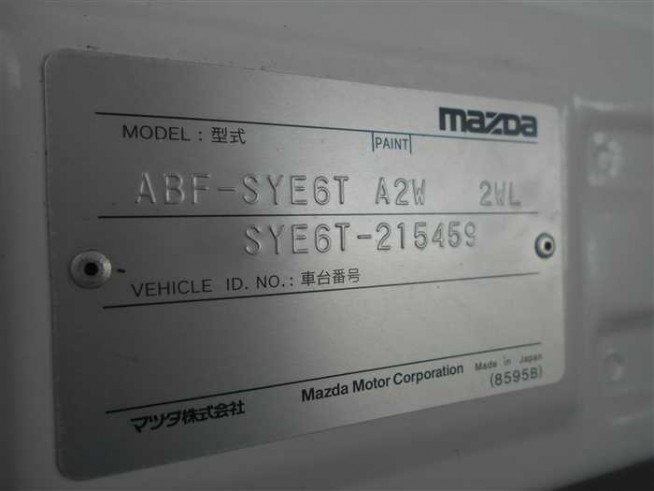 mazda
MODEL : 型式 PAINT
ABF-SYE6T A2W 2WL
SYE6T-215459
VEHICLE ID. NO. : 車台番号
マツダ株式会社 Mazda Motor Corporation Made in Japan
(8595B)